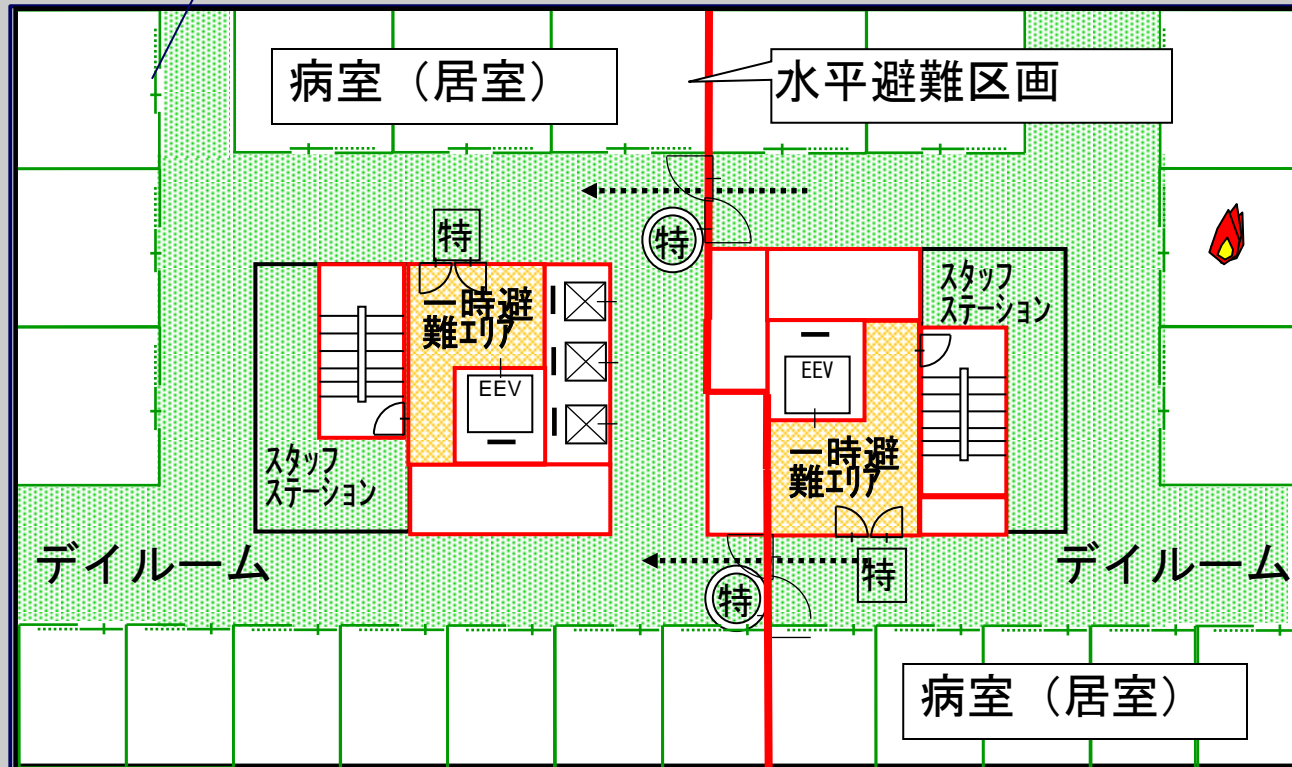 病室（居室）
水平避難区画
特
特
一時避
難エリア
EEV
スタッフ
ステーション
スタッフ
ステーション
EEV
一時避
難エリア
デイルーム
デイルーム
特
特
病室（居室）